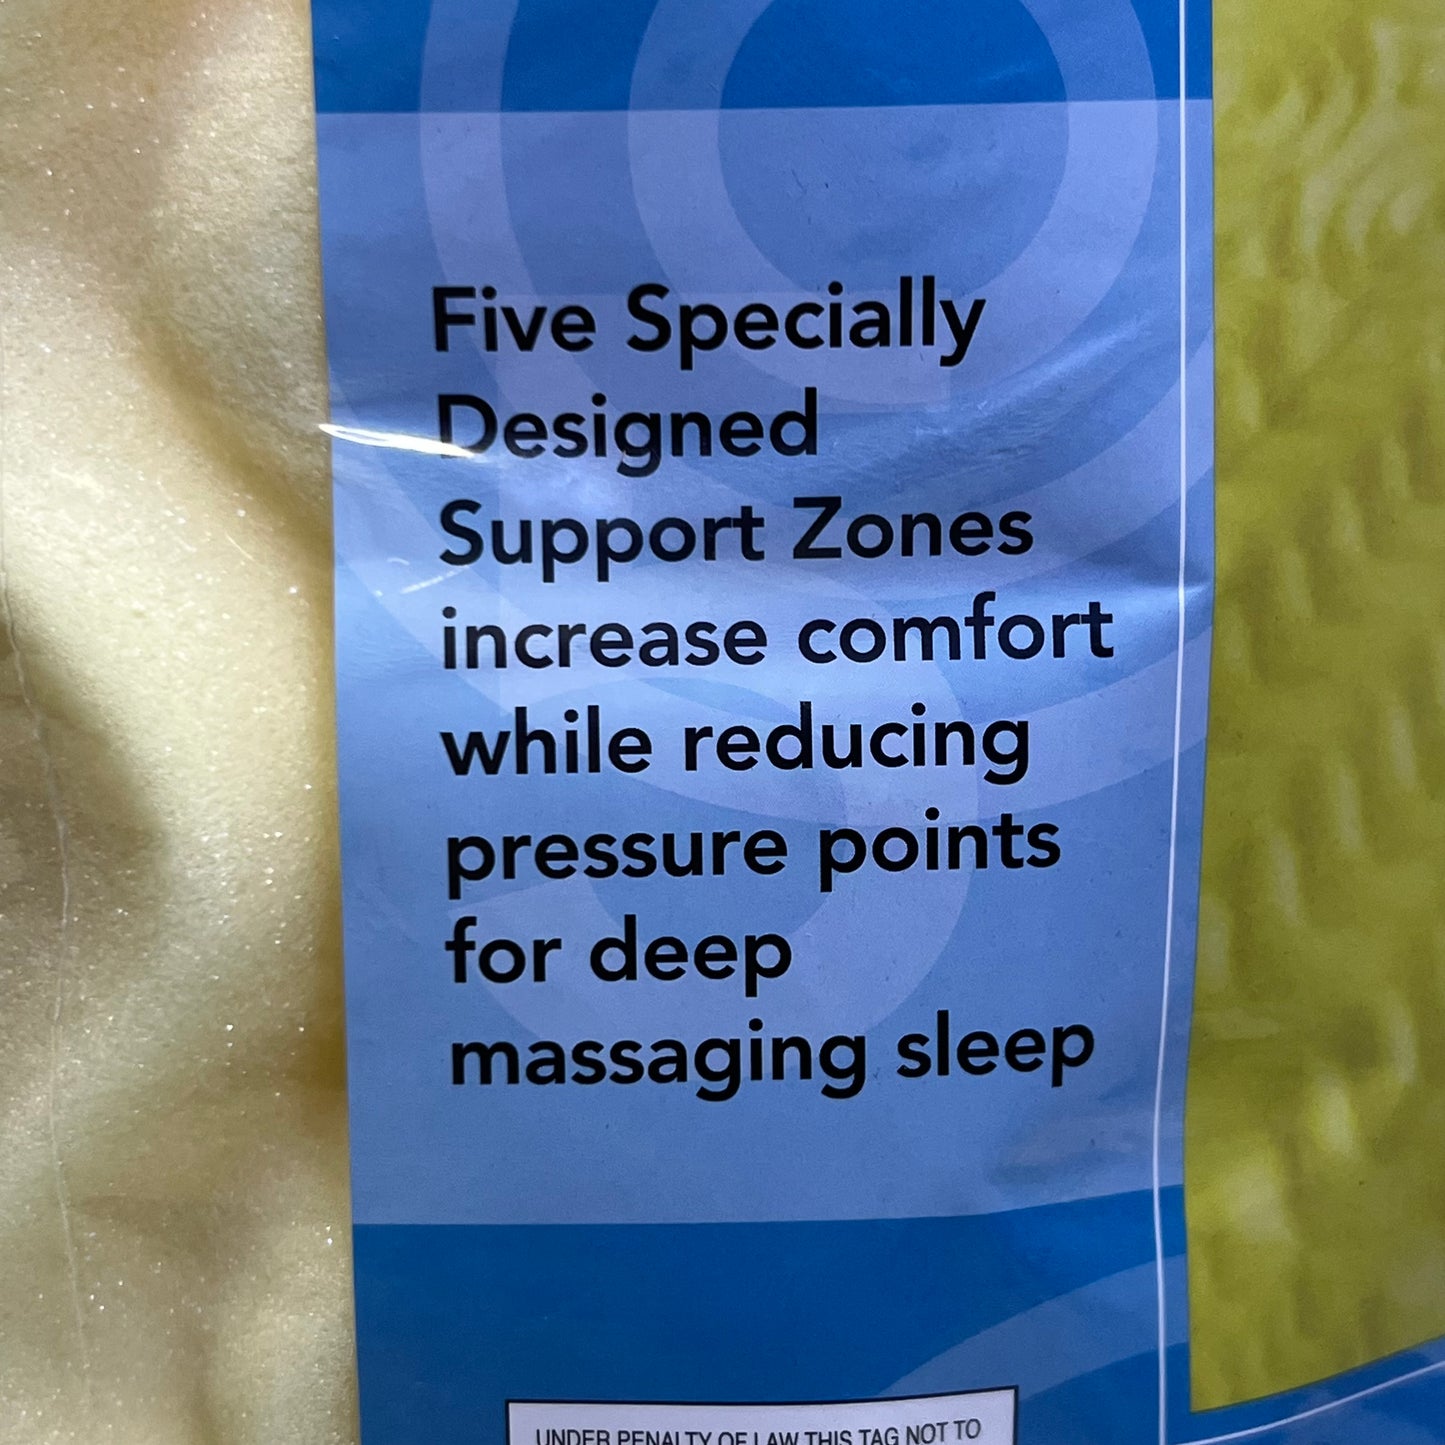 Five Specially
Designed
Support Zones
increase comfort
while reducing
pressure points
for deep
massaging sleep
UNDER PENALTY OF LAW THIS TAG NOT TO